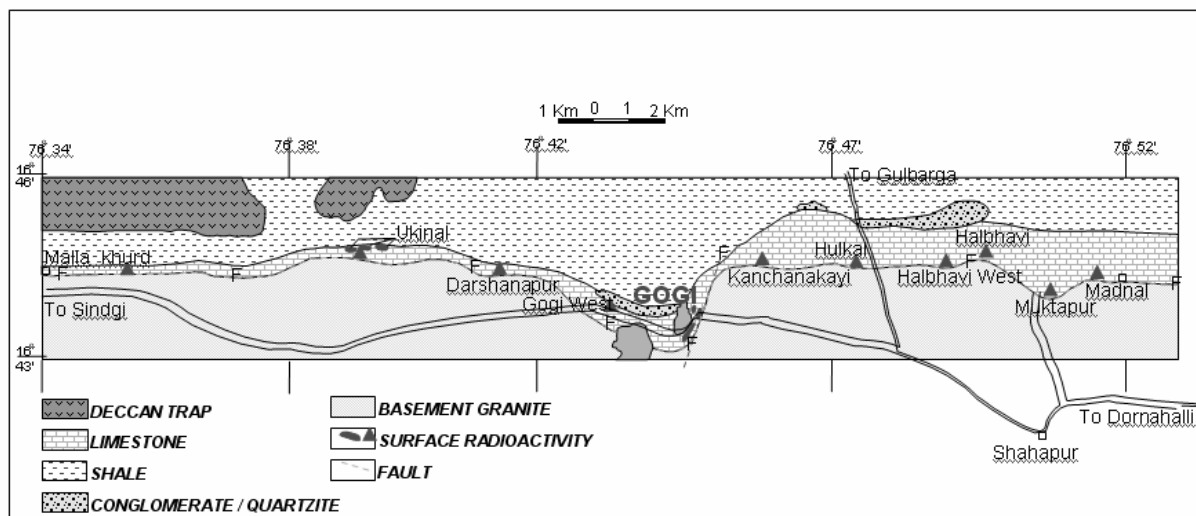 1 Km 0 1 2 Km
76° 34' 76° 38' 76° 42' 76° 47' 76° 52'
16° 46'
To Gulbarga
Ukinal
Halbhavi
Malla khurd
F
F
F
F
F
Hulkal
Darshanapur
Kanchanakayi
Halbhavi West
Madnal
F
GOGI
Gogi West
Muktapur
To Sindgi
F
F
16° 43'
DECCAN TRAP
BASEMENT GRANITE
To Dornahalli
LIMESTONE
SURFACE RADIOACTIVITY
Shahapur
SHALE
FAULT
CONGLOMERATE / QUARTZITE